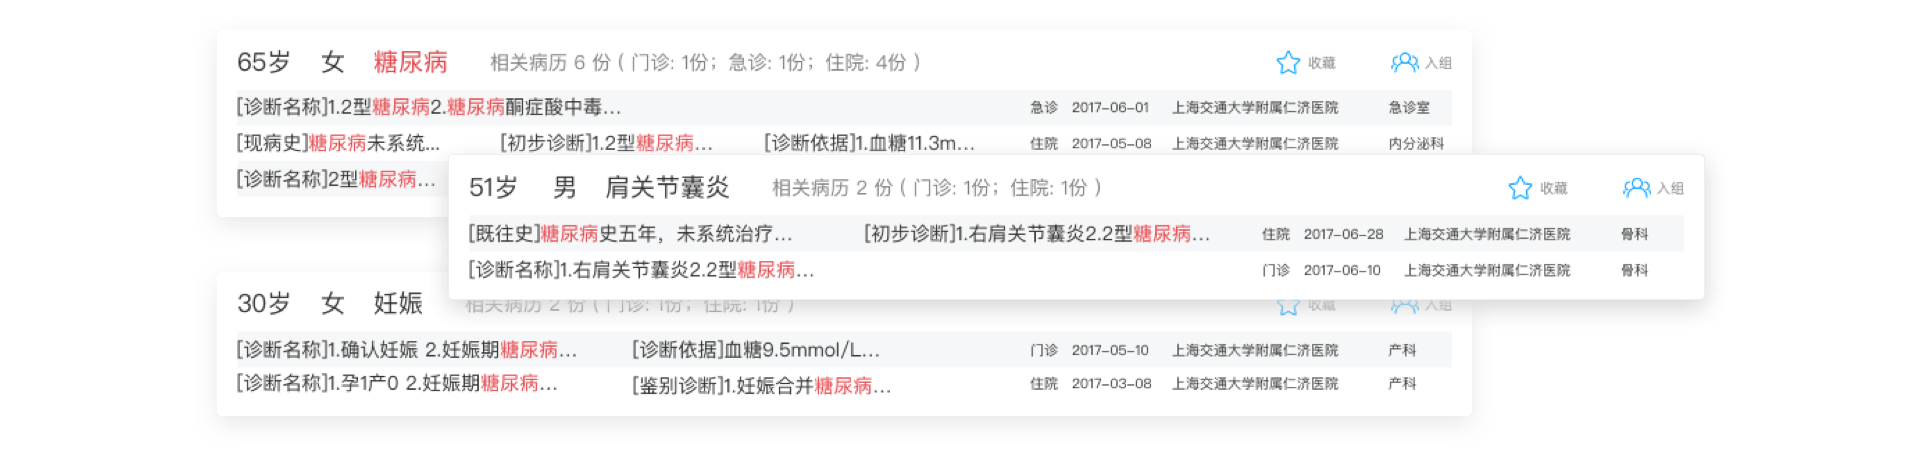 65岁 女 糖尿病 相关病历 6 份 ( 门诊: 1份; 急诊: 1份; 住院: 4份 ) 收藏 入组
[诊断名称]1.2型糖尿病2.糖尿病酮症酸中毒... 急诊 2017-06-01 上海交通大学附属仁济医院 急诊室
[现病史]糖尿病未系统... [初步诊断]1.2型糖尿病... [诊断依据]1.血糖11.3m... 住院 2017-05-08 上海交通大学附属仁济医院 内分泌科
[诊断名称]2型糖尿病...
51岁 男 肩关节囊炎 相关病历 2 份 ( 门诊: 1份; 住院: 1份 ) 收藏 入组
[既往史]糖尿病史五年，未系统治疗... [初步诊断]1.右肩关节囊炎2.2型糖尿病... 住院 2017-06-28 上海交通大学附属仁济医院 骨科
[诊断名称]1.右肩关节囊炎2.2型糖尿病... 门诊 2017-06-10 上海交通大学附属仁济医院 骨科
30岁 女 妊娠 相关病历 2 份 ( 门诊: 1份; 住院: 1份 ) 收藏 入组
[诊断名称]1.确认妊娠 2.妊娠期糖尿病... [诊断依据]血糖9.5mmol/L... 门诊 2017-05-10 上海交通大学附属仁济医院 产科
[诊断名称]1.孕1产0 2.妊娠期糖尿病... [鉴别诊断]1.妊娠合并糖尿病... 住院 2017-03-08 上海交通大学附属仁济医院 产科